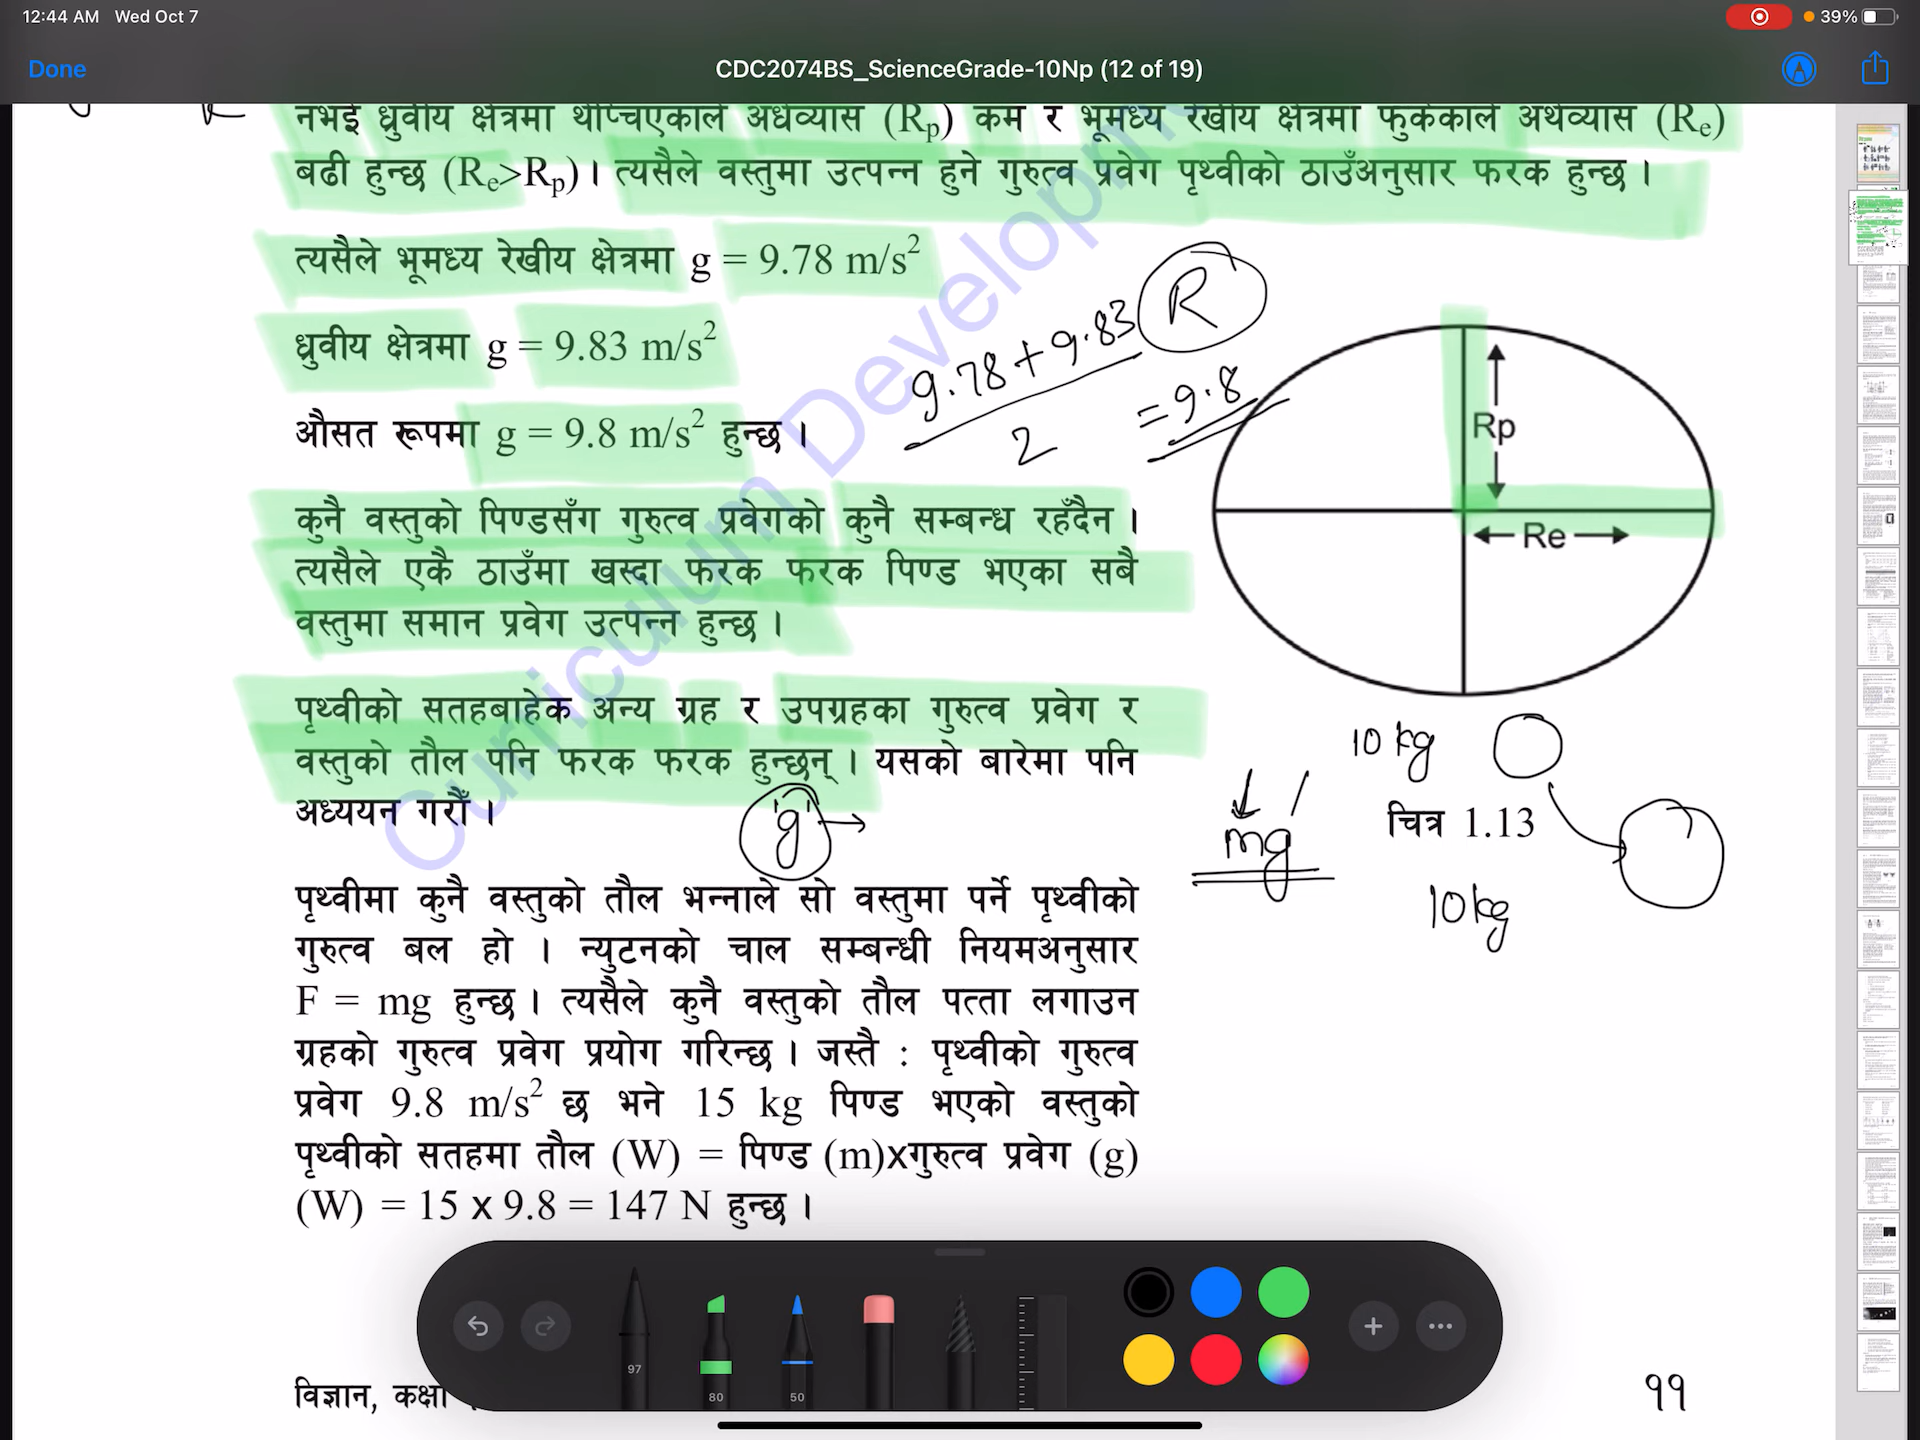 12:44 AM Wed Oct 7
39%
Done
CDC2074BS_ScienceGrade-10Np (12 of 19)
नभई ध्रुवीय क्षेत्रमा थेप्चिएकाले अर्धव्यास (Rp) कम र भूमध्य रेखीय क्षेत्रमा फुकेकाले अर्थव्यास (Re)
बढी हुन्छ (Re>Rp)। त्यसैले वस्तुमा उत्पन्न हुने गुरुत्व प्रवेग पृथ्वीको ठाउँअनुसार फरक हुन्छ ।
त्यसैले भूमध्य रेखीय क्षेत्रमा g = 9.78 m/s²
ध्रुवीय क्षेत्रमा g = 9.83 m/s²
औसत रूपमा g = 9.8 m/s² हुन्छ ।
R
9.78 + 9.83
2
= 9.8
Rp
Re
कुनै वस्तुको पिण्डसँग गुरुत्व प्रवेगको कुनै सम्बन्ध रहँदैन ।
त्यसैले एकै ठाउँमा खस्दा फरक फरक पिण्ड भएका सबै
वस्तुमा समान प्रवेग उत्पन्न हुन्छ ।
पृथ्वीको सतहबाहेक अन्य ग्रह र उपग्रहका गुरुत्व प्रवेग र
वस्तुको तौल पनि फरक फरक हुन्छन् । यसको बारेमा पनि
अध्ययन गरौँ ।
'g'
10 kg
mg
चित्र 1.13
10 kg
पृथ्वीमा कुनै वस्तुको तौल भन्नाले सो वस्तुमा पर्ने पृथ्वीको
गुरुत्व बल हो । न्युटनको चाल सम्बन्धी नियमअनुसार
F = mg हुन्छ । त्यसैले कुनै वस्तुको तौल पत्ता लगाउन
ग्रहको गुरुत्व प्रवेग प्रयोग गरिन्छ । जस्तै : पृथ्वीको गुरुत्व
प्रवेग 9.8 m/s² छ भने 15 kg पिण्ड भएको वस्तुको
पृथ्वीको सतहमा तौल (W) = पिण्ड (m)xगुरुत्व प्रवेग (g)
(W) = 15 x 9.8 = 147 N हुन्छ ।
Curriculum Developm
97
80
50
विज्ञान, कक्षा
११